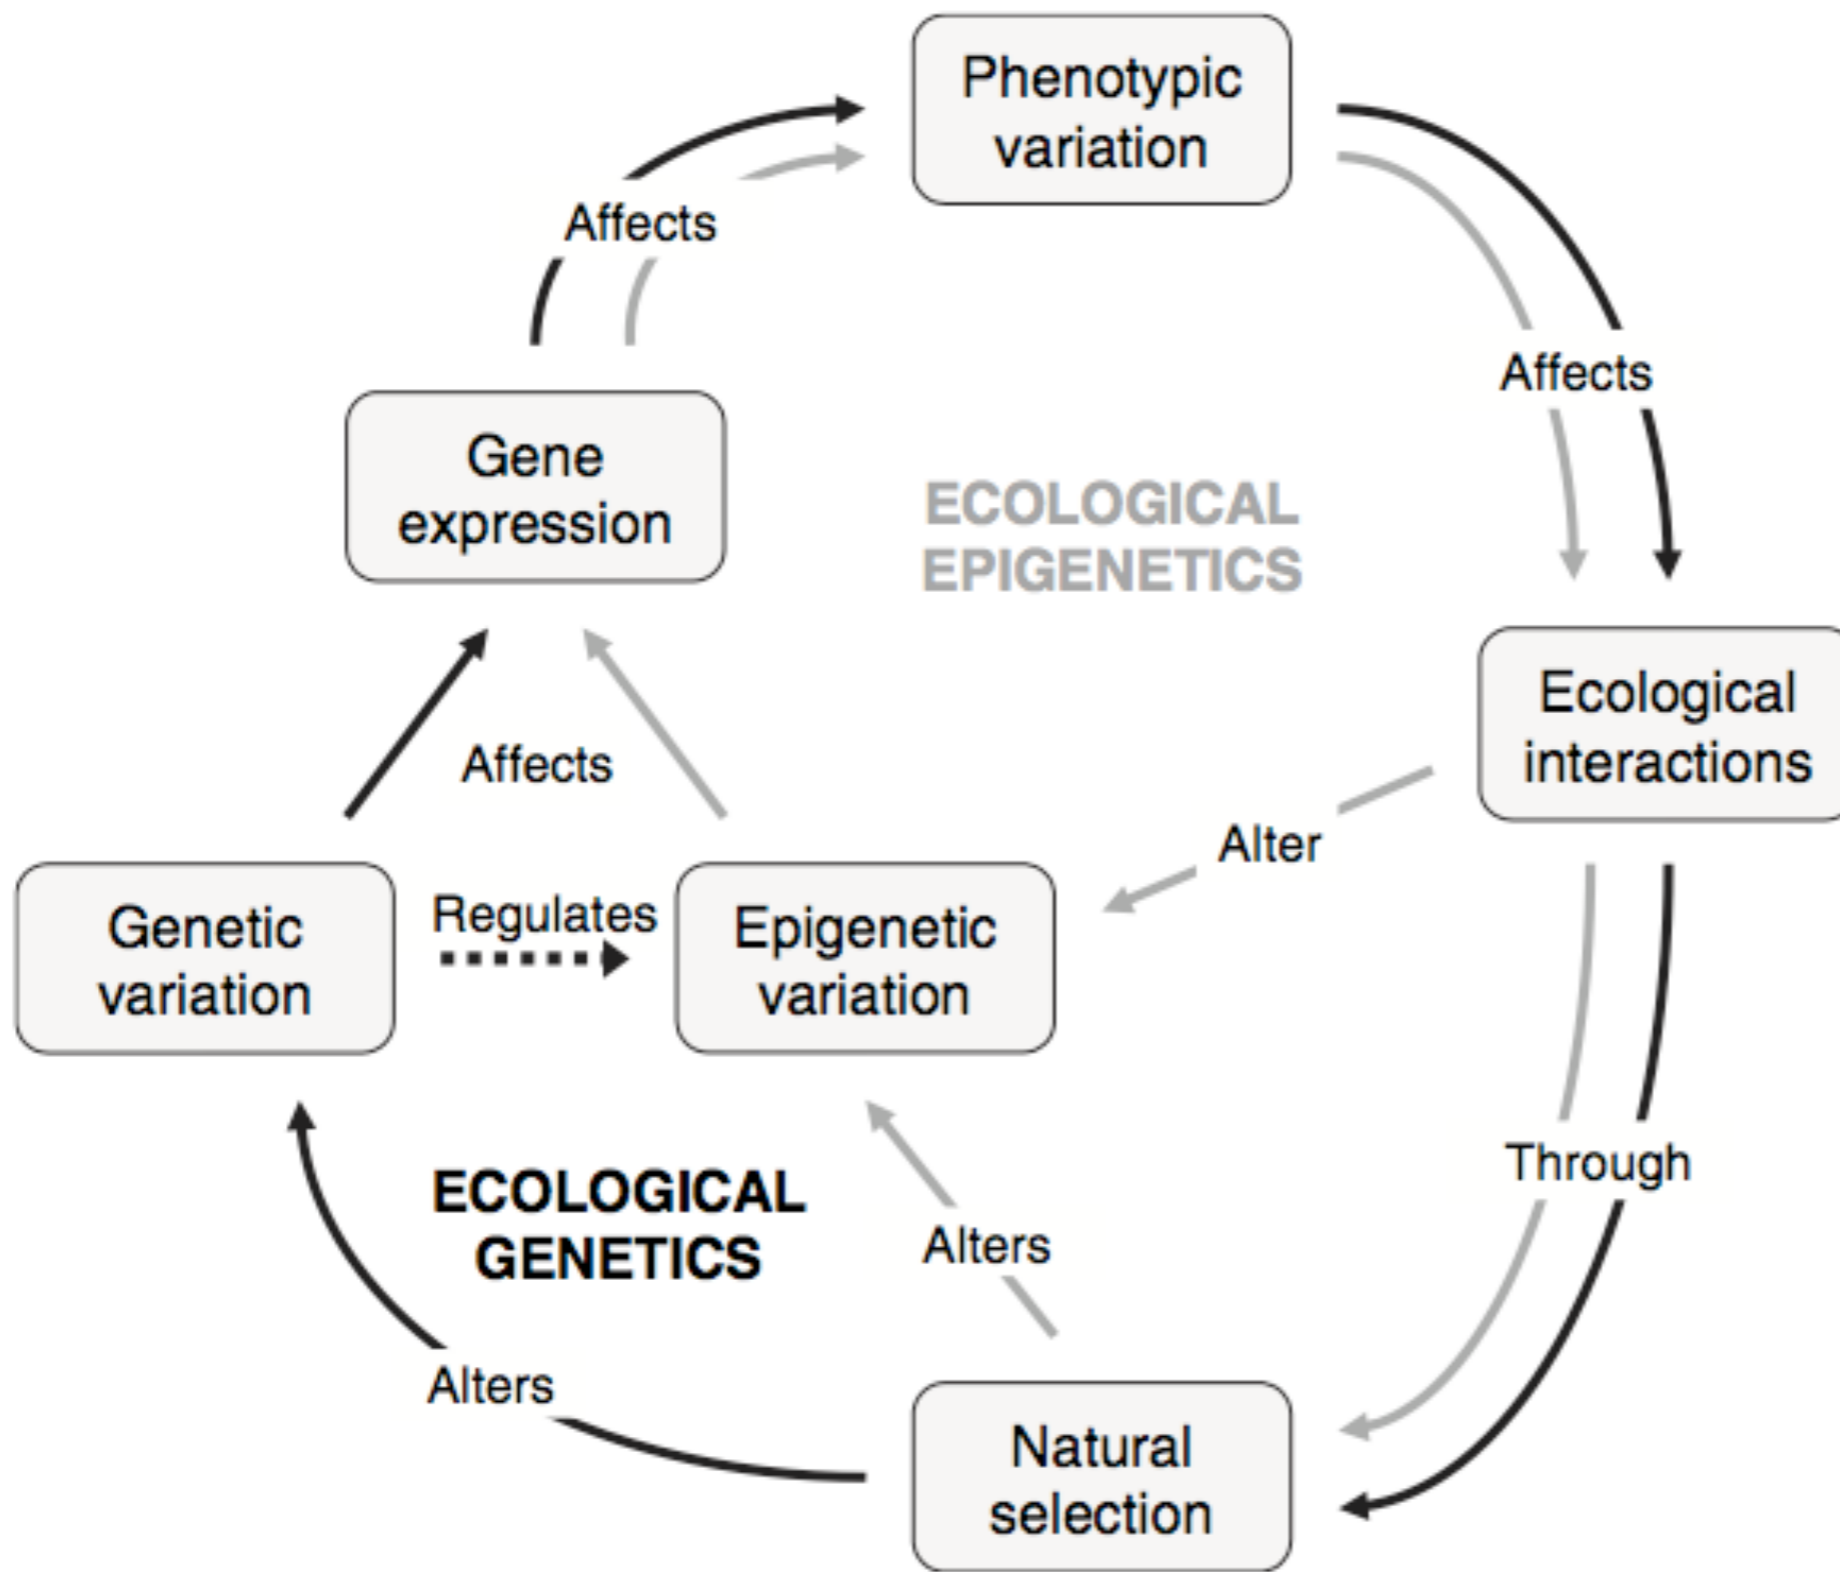 Phenotypic
variation
Affects
Affects
Gene
expression
ECOLOGICAL
EPIGENETICS
Ecological
interactions
Affects
Alter
Genetic
variation
Regulates
Epigenetic
variation
Through
ECOLOGICAL
GENETICS
Alters
Alters
Natural
selection